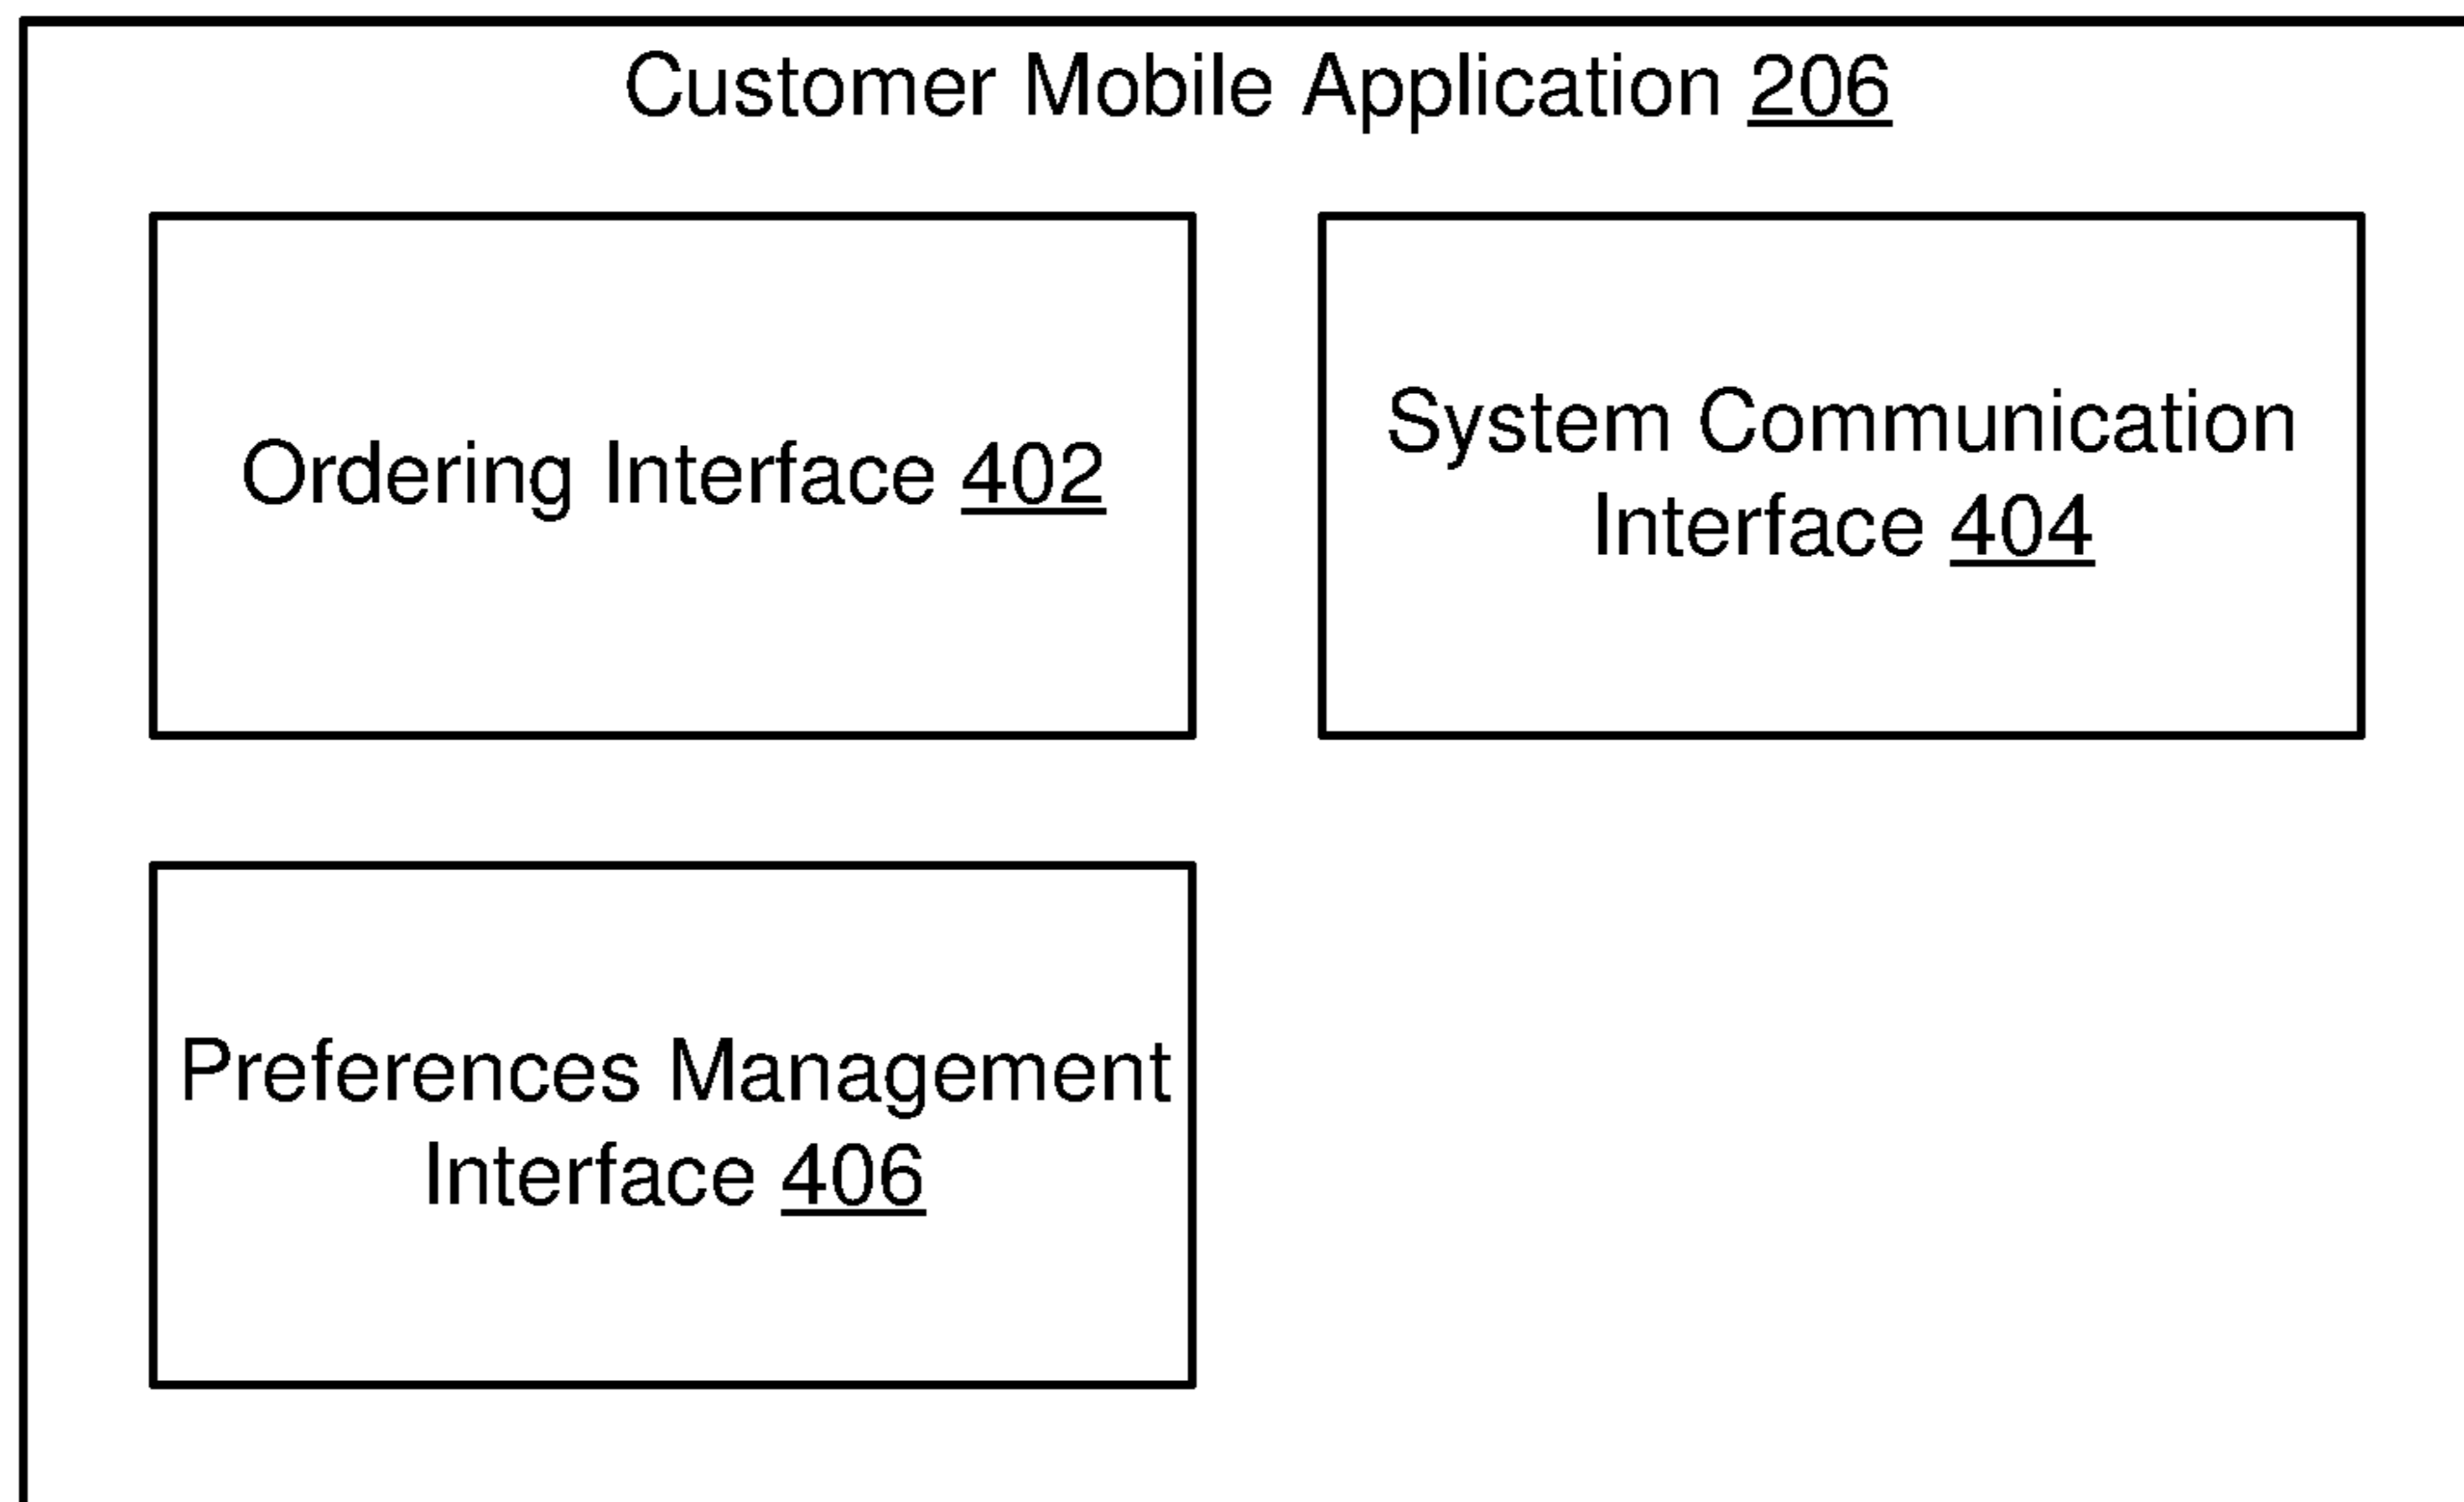 Customer Mobile Application 206
Ordering Interface 402
System Communication
Interface 404
Preferences Management
Interface 406